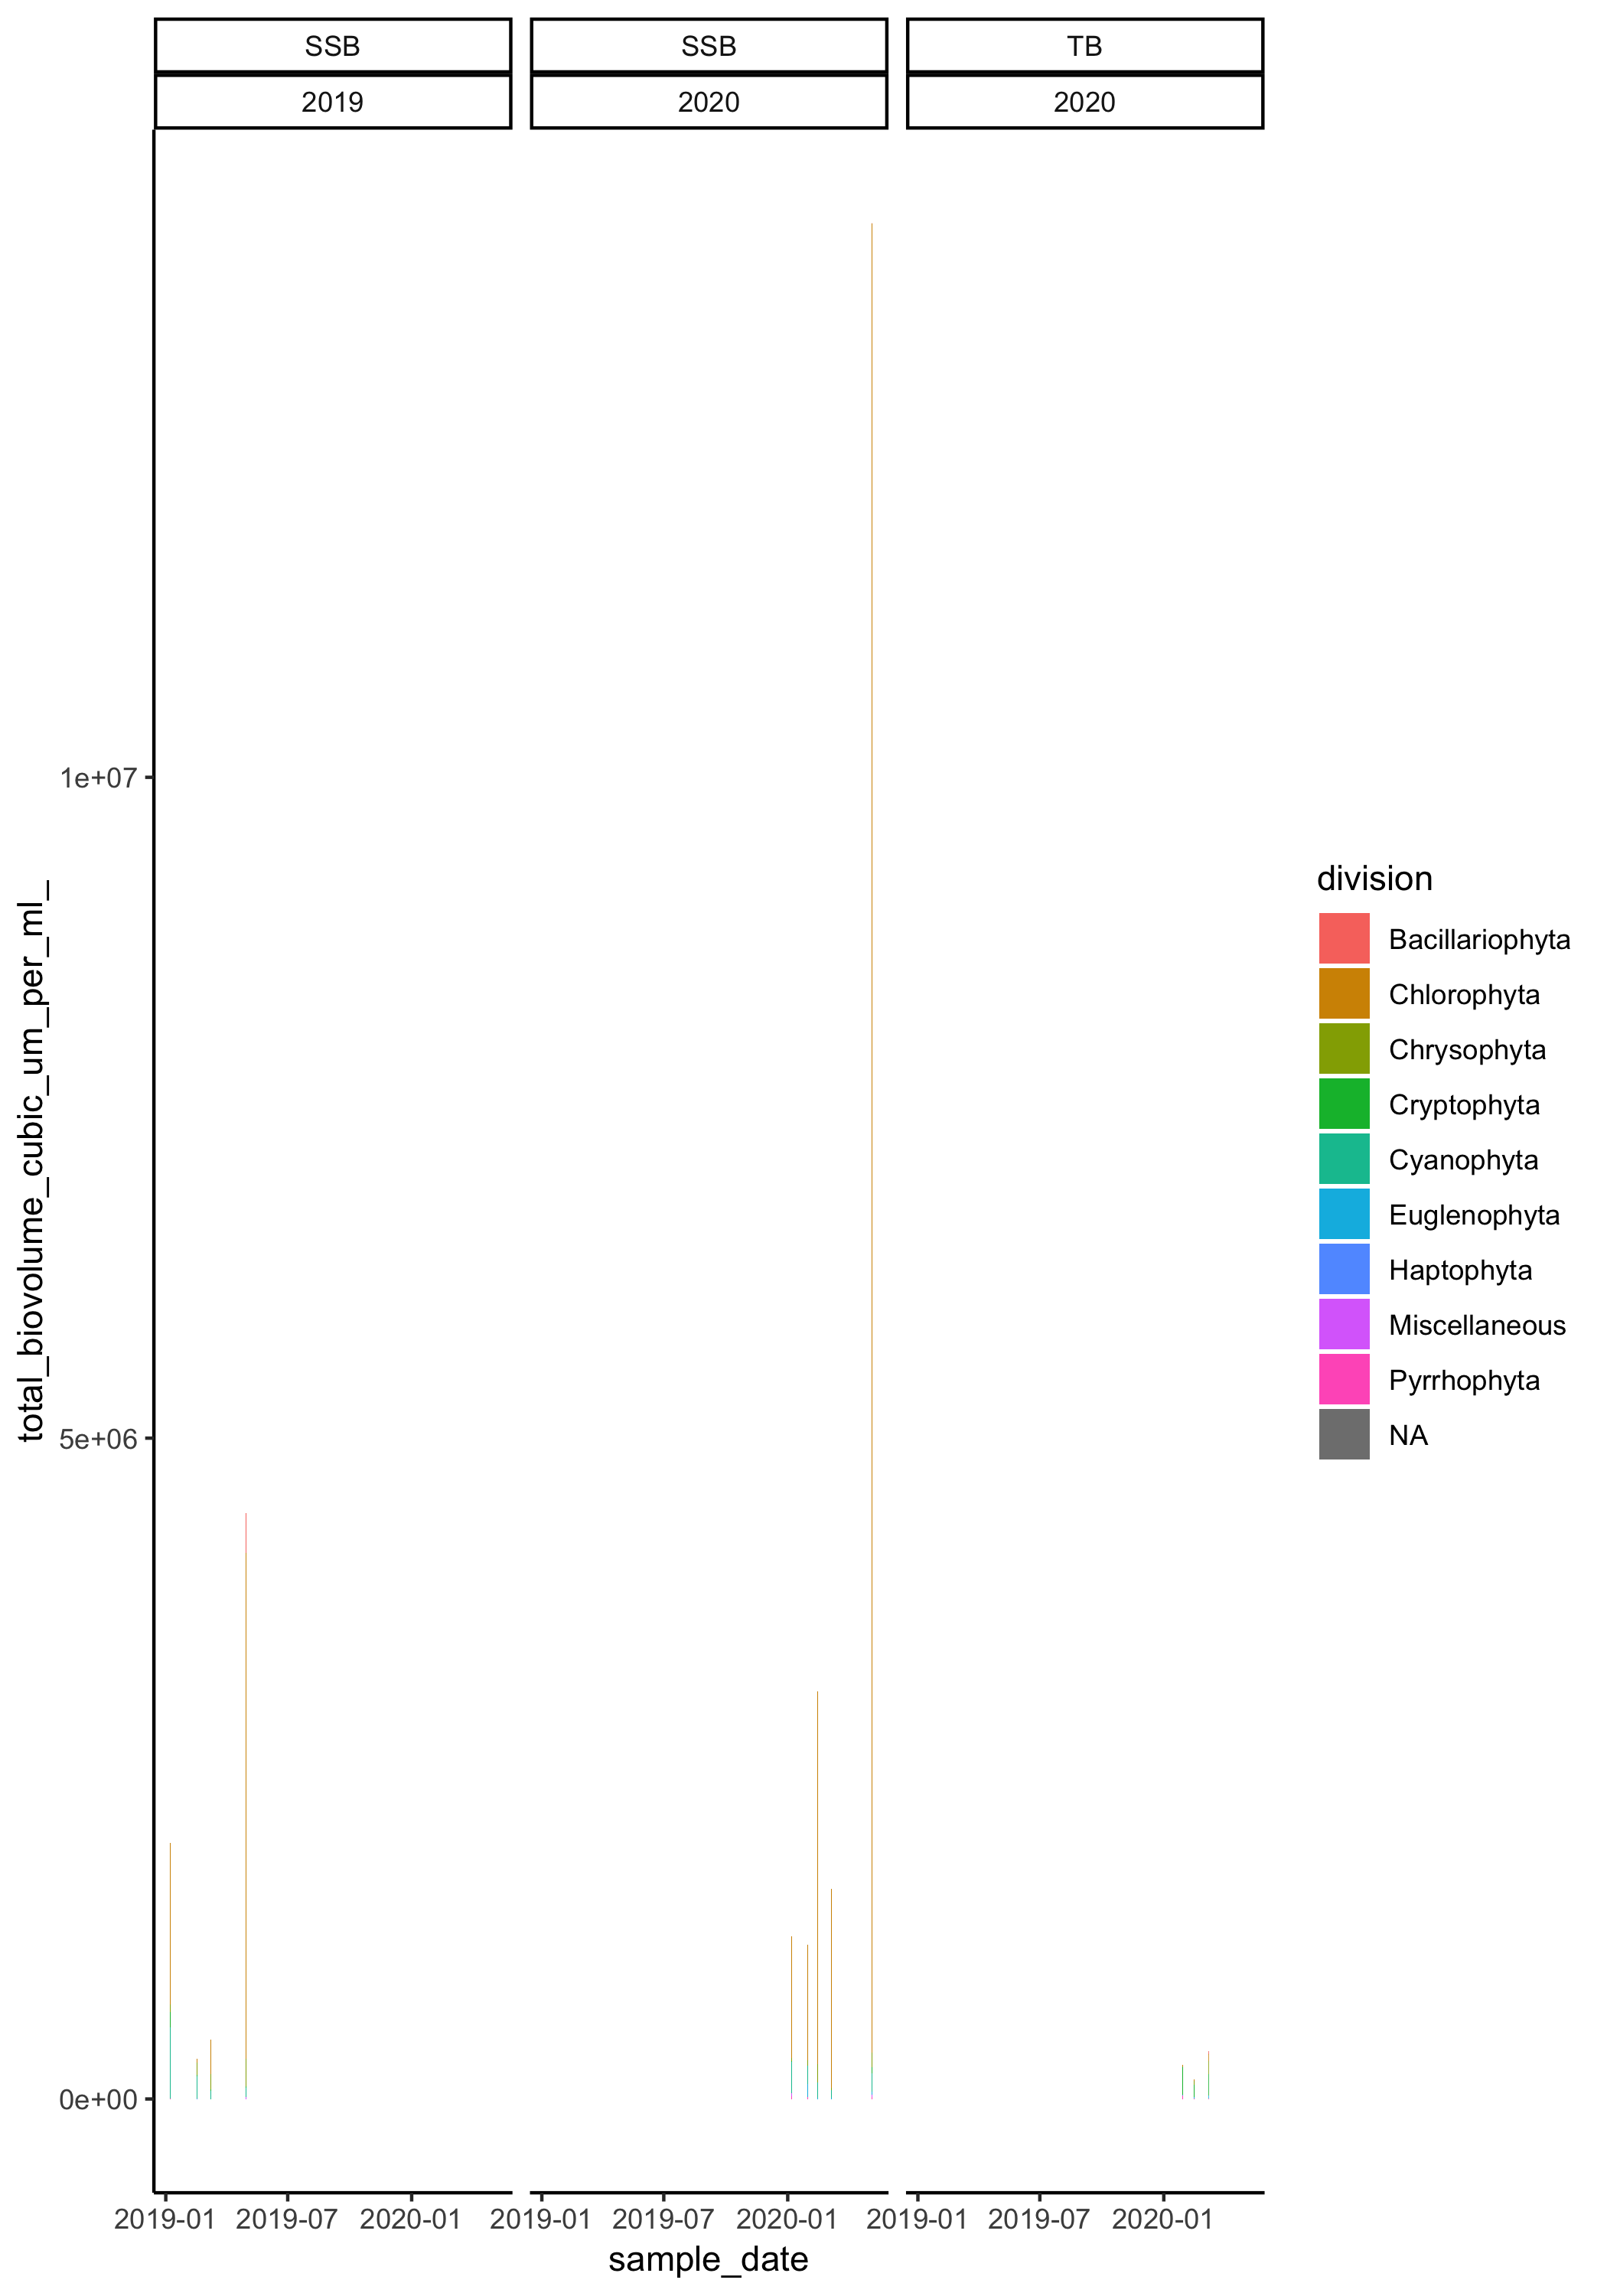 SSB
SSB
TB
2019
2020
2020
1e+07
5e+06
0e+00
total_biovolume_cubic_um_per_ml_
2019-01 2019-07 2020-01 2019-01 2019-07 2020-01 2019-01 2019-07 2020-01
sample_date
division
Bacillariophyta
Chlorophyta
Chrysophyta
Cryptophyta
Cyanophyta
Euglenophyta
Haptophyta
Miscellaneous
Pyrrhophyta
NA